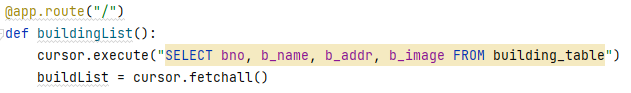 @app.route("/")
def buildingList():
    cursor.execute("SELECT bno, b_name, b_addr, b_image FROM building_table")
    buildList = cursor.fetchall()